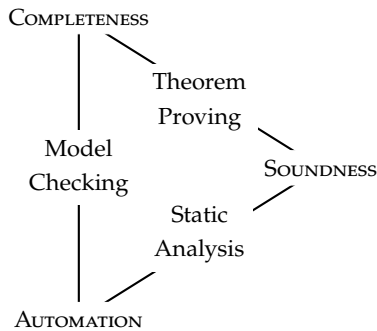 COMPLETENESS
Theorem
Proving
Model
Checking
SOUNDNESS
Static
Analysis
AUTOMATION